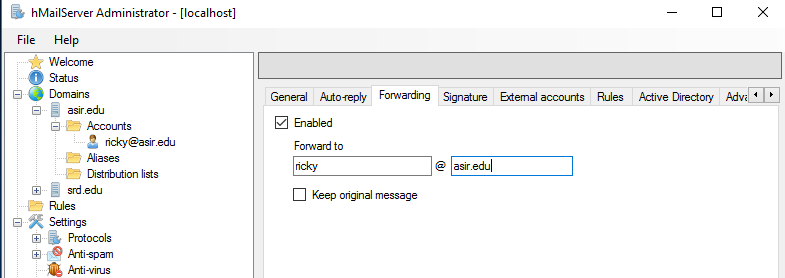 hMailServer Administrator - [localhost]
File Help
Welcome
Status
Domains
asir.edu
Accounts
ricky@asir.edu
Aliases
Distribution lists
srd.edu
Rules
Settings
Protocols
Anti-spam
Anti-virus
General Auto-reply Forwarding Signature External accounts Rules Active Directory Adva
Enabled
Forward to
ricky @ asir.edu
Keep original message